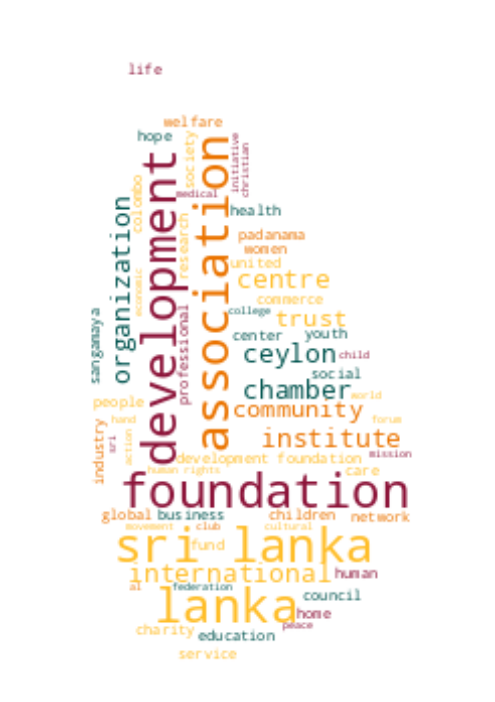 life
welfare
hope
society
initiative
christian
development
association
medical
colombo
organization
health
research
padanama
women
united
centre
economic
commerce
college
sangamaya
professional
trust
center
youth
ceylon
child
social
chamber
world
people
community
hand
forum
industry
sri
action
institute
mission
development foundation
human rights
care
foundation
global
business
children
network
movement
club
cultural
sri lanka
fund
international
human
al
federation
council
lanka
home
peace
charity
education
service